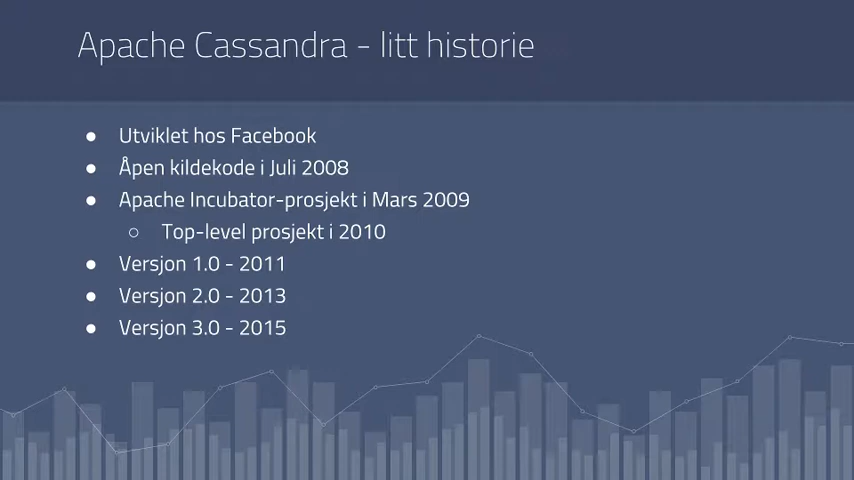 Apache Cassandra - litt historie
● Utviklet hos Facebook
● Åpen kildekode i Juli 2008
● Apache Incubator-prosjekt i Mars 2009
○ Top-level prosjekt i 2010
● Versjon 1.0 - 2011
● Versjon 2.0 - 2013
● Versjon 3.0 - 2015